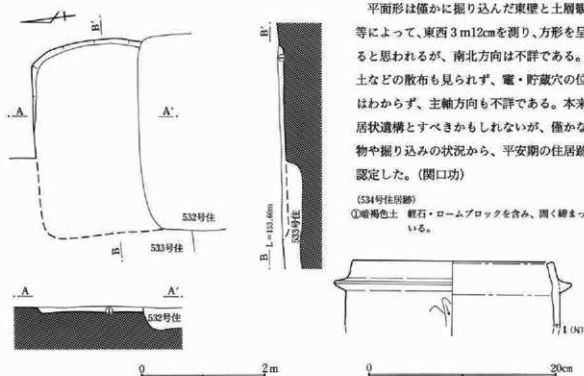 平面形は僅かに掘り込んだ東壁と土層観
等によって、東西3m12cmを測り、方形を呈
ると思われるが、南北方向は不詳である。
土などの散布も見られず、竈・貯蔵穴の位
はわからず、主軸方向も不詳である。本来
居状遺構とすべきかもしれないが、僅かな
物や掘り込みの状況から、平安期の住居跡
認定した。(関口功)
(534号住居跡)
①暗褐色土 軽石・ロームブロックを含み、固く締まっ
いる。
B'
A
A'
532号住
533号住
B
B'
B L=153.60m
533号住
A
A'
①
532号住
0 2m
1
0 20cm